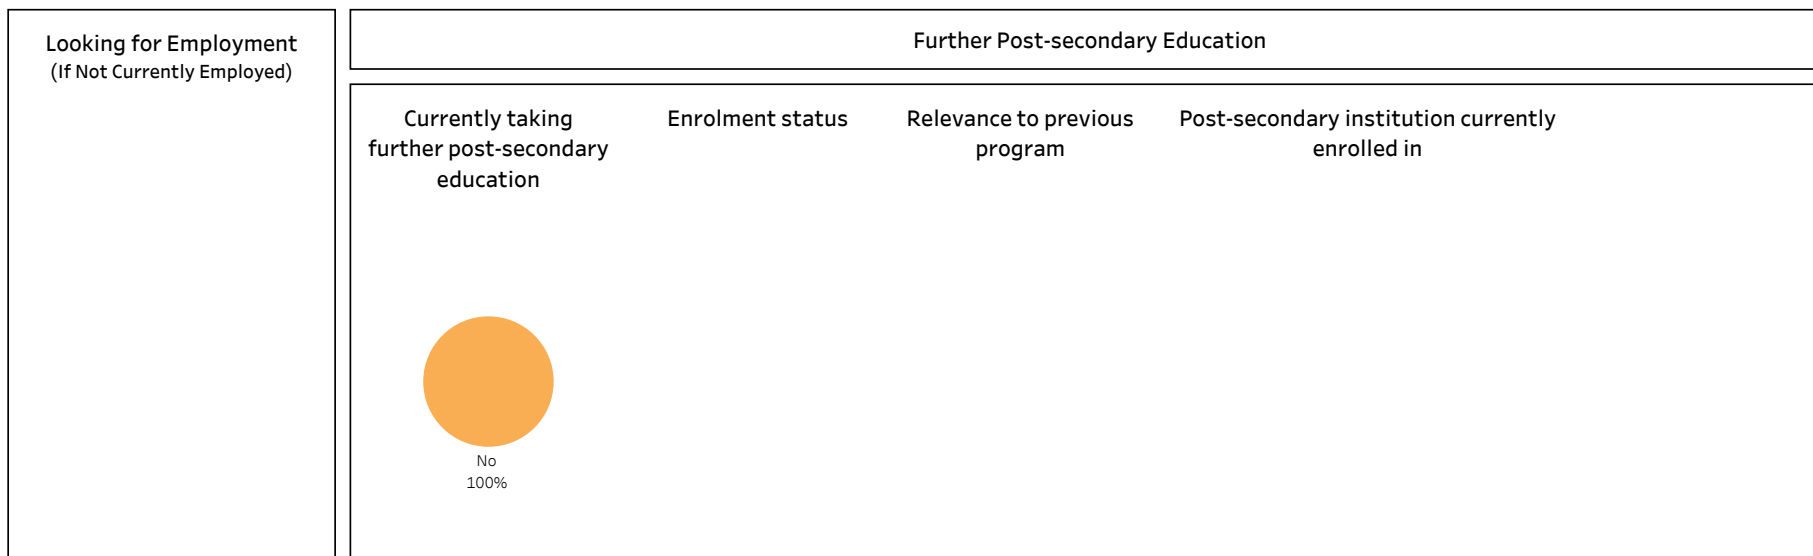 Looking for Employment
(If Not Currently Employed)
Further Post-secondary Education
Currently taking
further post-secondary
education
Enrolment status
Relevance to previous
program
Post-secondary institution currently
enrolled in
No
100%